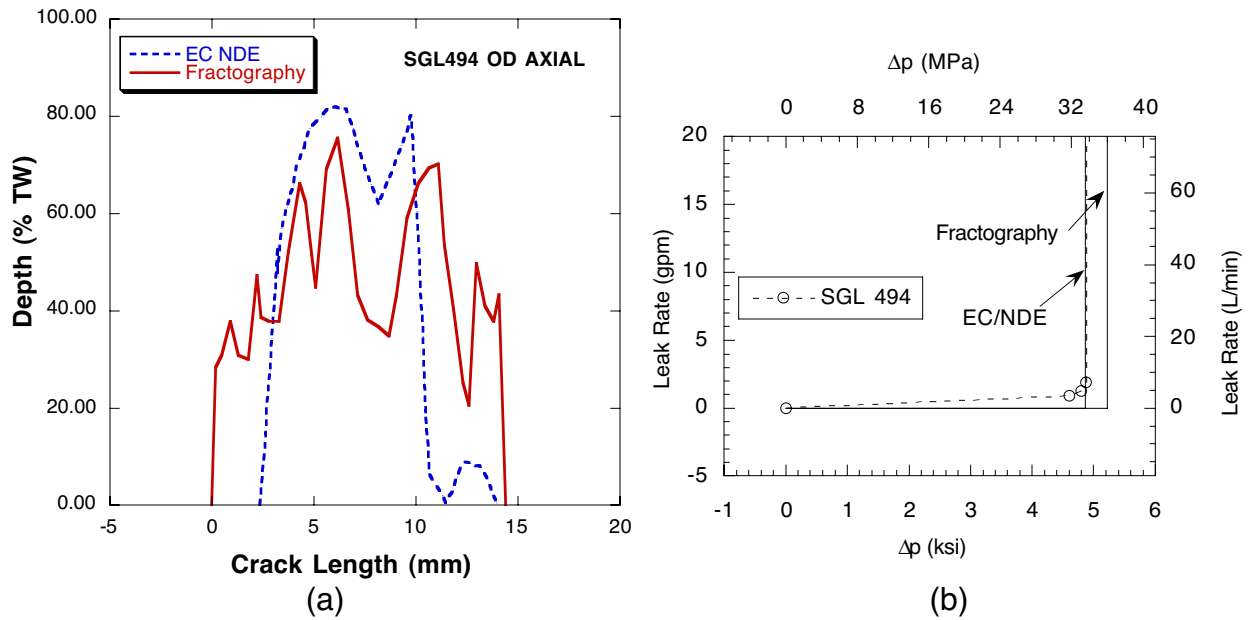 100.00
80.00
60.00
40.00
20.00
0.00
Depth (% TW)
EC NDE
Fractography
SGL494 OD AXIAL
-5 0 5 10 15 20
Crack Length (mm)
(a)
Δp (MPa)
0 8 16 24 32 40
20
15
10
5
0
-5
Leak Rate (gpm)
Fractography
SGL 494
EC/NDE
60
40
20
0
Leak Rate (L/min)
-1 0 1 2 3 4 5 6
Δp (ksi)
(b)